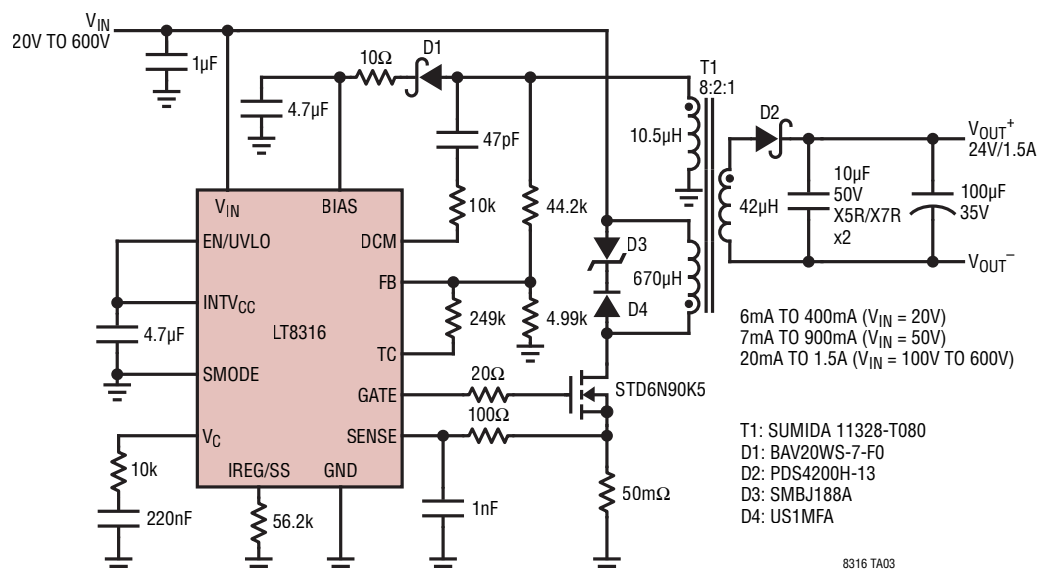 V_IN
20V TO 600V
1µF
4.7µF
10Ω
D1
47pF
10k
44.2k
T1
8:2:1
10.5µH
D2
V_OUT^+
24V/1.5A
10µF
50V
X5R/X7R
x2
100µF
35V
42µH
V_OUT^–
V_IN
BIAS
EN/UVLO
DCM
D3
670µH
FB
INTV_CC
249k
4.99k
D4
4.7µF
LT8316
TC
SMODE
GATE
20Ω
STD6N90K5
100Ω
V_C
SENSE
IREG/SS
GND
10k
220nF
56.2k
1nF
50mΩ
6mA TO 400mA (V_IN = 20V)
7mA TO 900mA (V_IN = 50V)
20mA TO 1.5A (V_IN = 100V TO 600V)
T1: SUMIDA 11328-T080
D1: BAV20WS-7-F0
D2: PDS4200H-13
D3: SMBJ188A
D4: US1MFA
8316 TA03